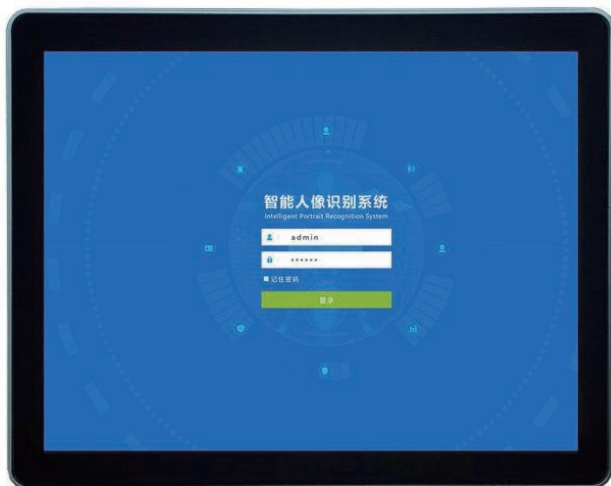 智能人像识别系统
Intelligent Portrait Recognition System
admin
******
记住密码
登录